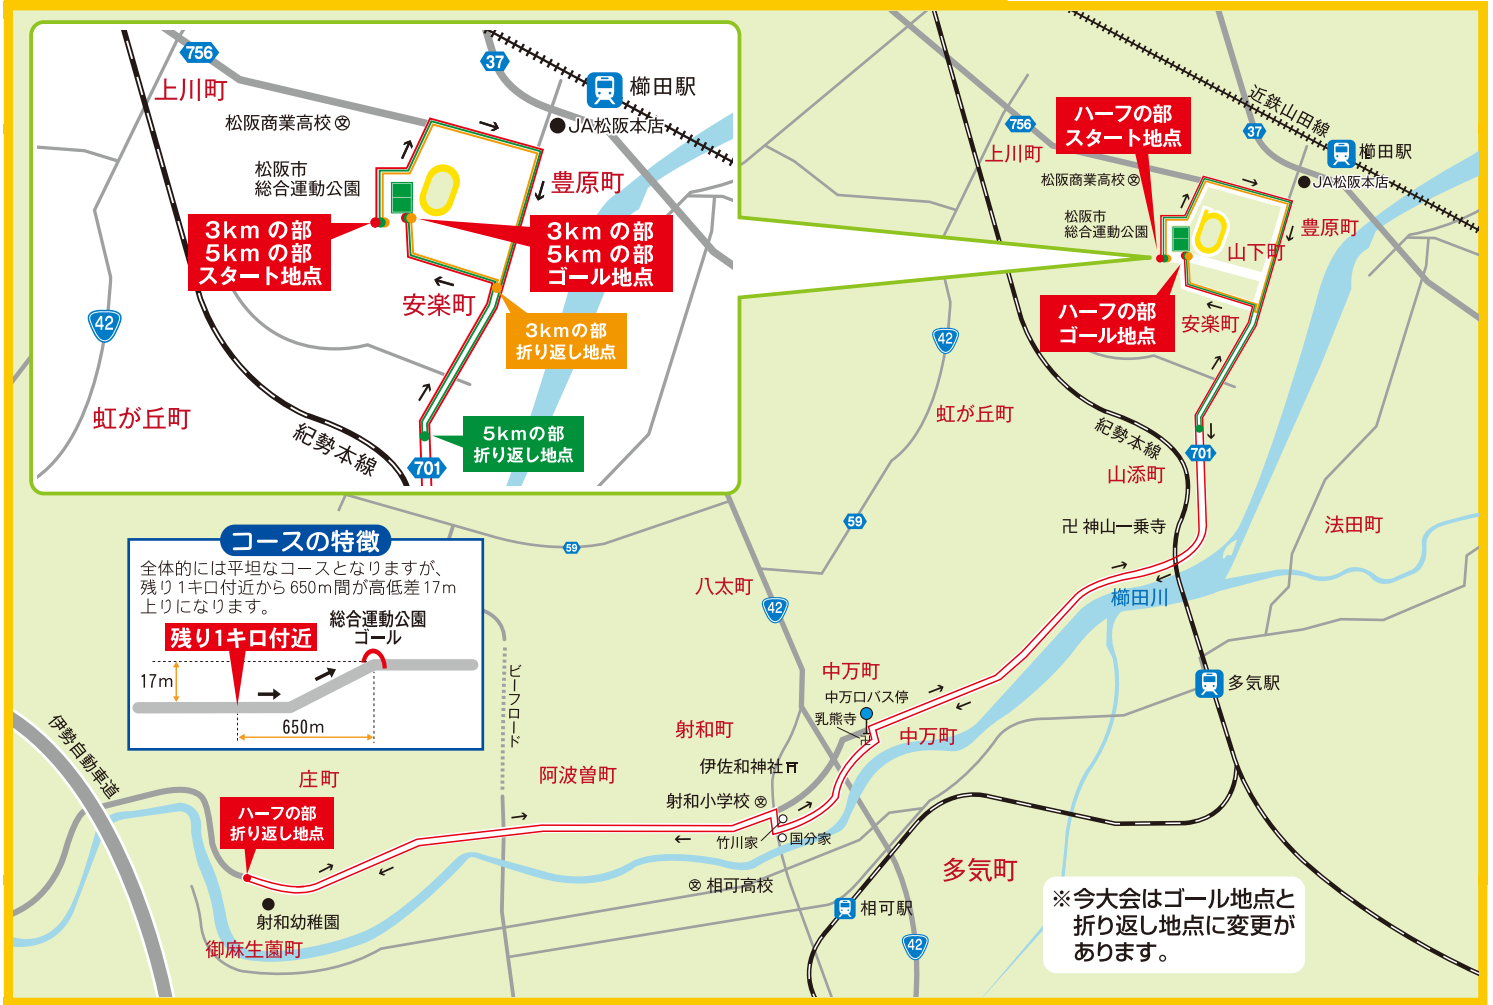 756
上川町
松阪商業高校
文
松阪市
総合運動公園
37
櫛田駅
JA松阪本店
豊原町
3kmの部
5kmの部
スタート地点
3kmの部
5kmの部
ゴール地点
安楽町
3kmの部
折り返し地点
42
虹が丘町
紀勢本線
5kmの部
折り返し地点
701
ハーフの部
スタート地点
756
上川町
松阪商業高校
文
松阪市
総合運動公園
近鉄山田線
37
櫛田駅
JA松阪本店
豊原町
山下町
ハーフの部
ゴール地点
安楽町
42
虹が丘町
紀勢本線
701
山添町
卍 神山一乗寺
法田町
59
59
八太町
42
櫛田川
コースの特徴
全体的には平坦なコースとなりますが、
残り1キロ付近から650m間が高低差17m
上りになります。
総合運動公園
ゴール
残り1キロ付近
17m
650m
ビーフロード
中万町
中万口バス停
乳熊寺
卍
中万町
多気駅
射和町
伊佐和神社
阿波曽町
射和小学校
文
竹川家
国分家
伊勢自動車道
庄町
ハーフの部
折り返し地点
射和幼稚園
御麻生薗町
文 相可高校
相可駅
42
多気町
※今大会はゴール地点と
折り返し地点に変更が
あります。